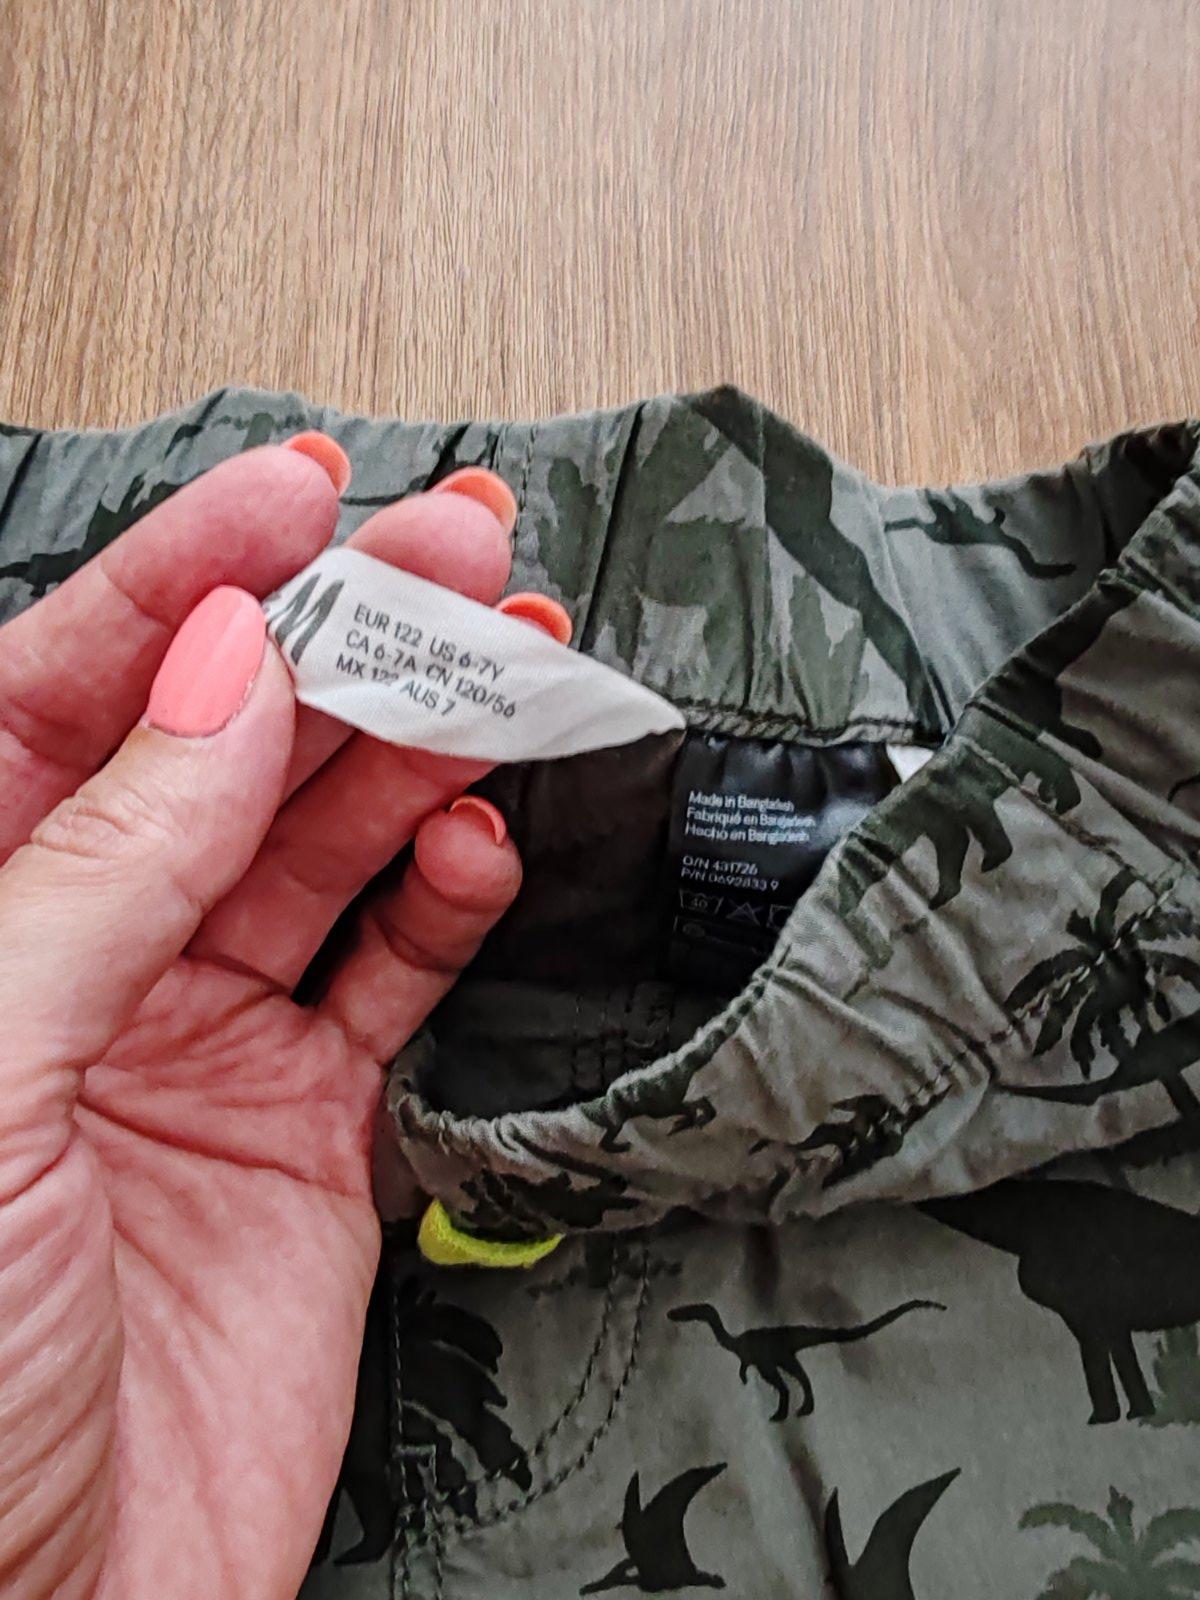 M
EUR 122 US 6-7Y
CA 6-7A CN 120/56
MX 122 AUS 7
Made in Bangladesh
Fabriqué en Bangladesh
Hecho en Bangladesh
O/N 431726
P/N 0692833 9
40